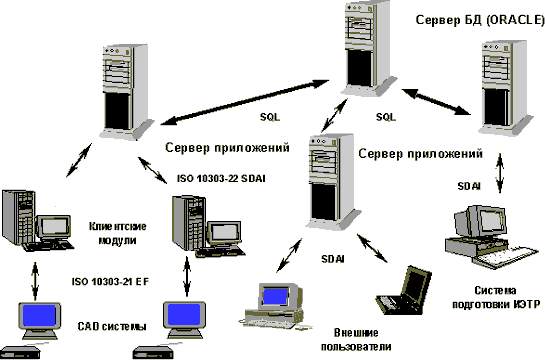 Сервер БД (ORACLE)
SQL
SQL
Сервер приложений
Сервер приложений
ISO 10303-22 SDAI
SDAI
Клиентские
модули
SDAI
ISO 10303-21 EF
Система
подготовки ИЭТР
CAD системы
Внешние
пользователи